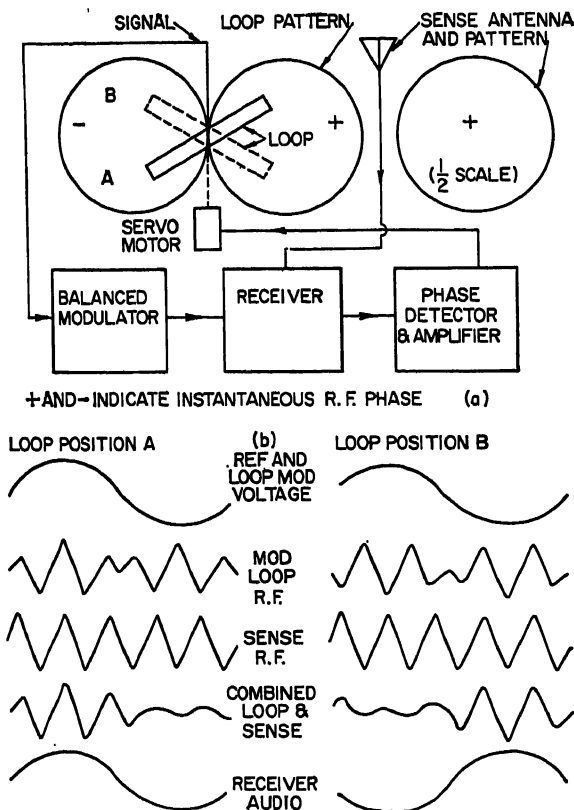 SIGNAL
LOOP PATTERN
SENSE ANTENNA
AND PATTERN
B
-
A
LOOP
+
+
(1/2 SCALE)
SERVO
MOTOR
BALANCED
MODULATOR
RECEIVER
PHASE
DETECTOR
& AMPLIFIER
+AND-INDICATE INSTANTANEOUS R.F. PHASE (a)
LOOP POSITION A
(b)
LOOP POSITION B
REF AND
LOOP MOD
VOLTAGE
MOD
LOOP
R.F.
SENSE
R.F.
COMBINED
LOOP &
SENSE
RECEIVER
AUDIO